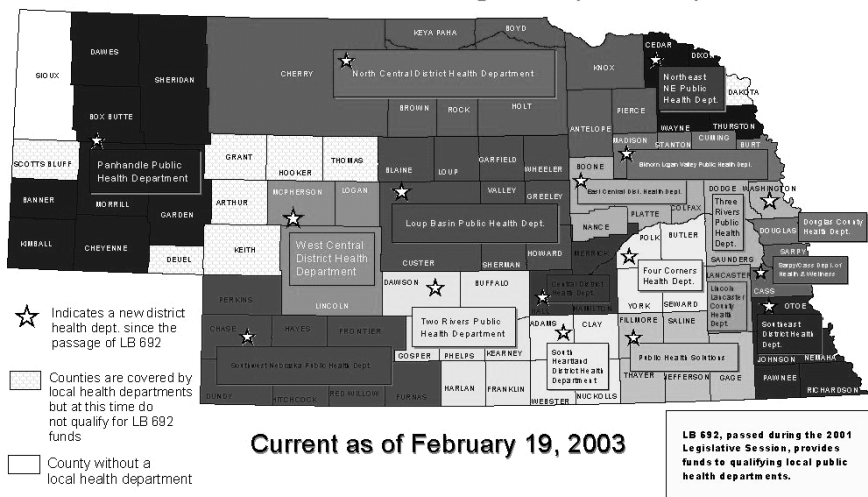 KEYA PAHA
BOYD
DAWES
SHERIDAN
SIOUX
CHERRY
North Central District Health Department
KNOX
CEDAR
DIXON
Northeast
NE Public
Health Dept.
DAKOTA
BOX BUTTE
BROWN
ROCK
HOLT
PIERCE
ANTELOPE
WAYNE
THURSTON
SCOTTS BLUFF
Panhandle Public
Health Department
GRANT
HOOKER
THOMAS
BLAINE
LOUP
GARFIELD
WHEELER
MADISON
STANTON
CUMING
BURT
Elkhorn Logan Valley Public Health Dept.
BOONE
BANNER
MORRILL
GARDEN
ARTHUR
MCPHERSON
LOGAN
VALLEY
GREELEY
East Central Dist. Health Dept.
PLATTE
COLFAX
DODGE
WASHINGTON
Three
Rivers
Public
Health
Dept.
Loup Basin Public Health Dept.
NANCE
KIMBALL
CHEYENNE
DEUEL
KEITH
West Central
District Health
Department
CUSTER
SHERMAN
HOWARD
MERRICK
POLK
BUTLER
SAUNDERS
DOUGLAS
Douglas County
Health Dept.
SARPY
Sarpy/Cass Dept. of
Health & Wellness
CASS
LINCOLN
PERKINS
DAWSON
BUFFALO
Central District
Health Dept.
HALL
HAMILTON
Four Corners
Health Dept.
YORK
SEWARD
LANCASTER
Lincoln
Lancaster
County
Health
Dept.
OTOE
Southeast
District Health
Dept.
Two Rivers Public Health
Department
CHASE
HAYES
FRONTIER
GOSPER
PHELPS
KEARNEY
ADAMS
CLAY
FILLMORE
SALINE
Southwest Nebraska Public Health Dept.
South
Heartland
District Health
Department
Public Health Solutions
JOHNSON
NEMAHA
DUNDY
HITCHCOCK
RED WILLOW
FURNAS
HARLAN
FRANKLIN
WEBSTER
NUCKOLLS
THAYER
JEFFERSON
GAGE
PAWNEE
RICHARDSON
Indicates a new district
health dept. since the
passage of LB 692
Counties are covered by
local health departments
but at this time do
not qualify for LB 692
funds
County without a
local health department
Current as of February 19, 2003
LB 692, passed during the 2001
Legislative Session, provides
funds to qualifying local public
health departments.